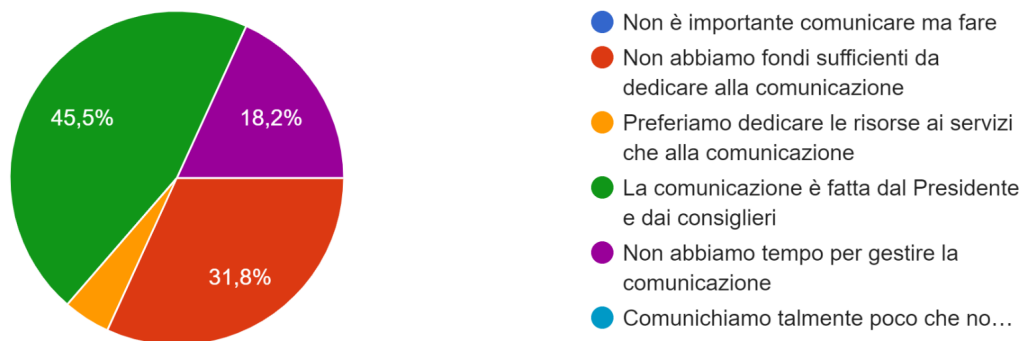 45,5%
18,2%
31,8%
Non è importante comunicare ma fare
Non abbiamo fondi sufficienti da
dedicare alla comunicazione
Preferiamo dedicare le risorse ai servizi
che alla comunicazione
La comunicazione è fatta dal Presidente
e dai consiglieri
Non abbiamo tempo per gestire la
comunicazione
Comunichiamo talmente poco che no…